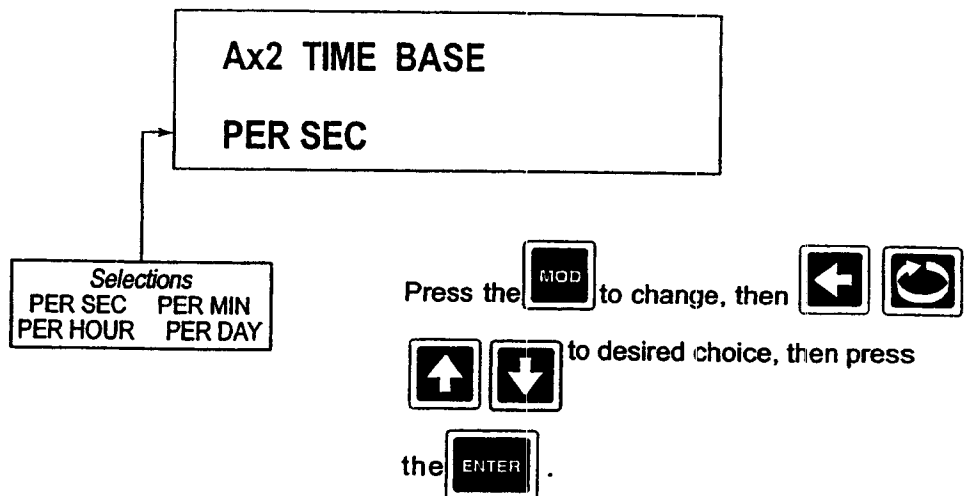 Ax2 TIME BASE
PER SEC
Selections
PER SEC PER MIN
PER HOUR PER DAY
Press the MOD to change, then
to desired choice, then press
the ENTER .